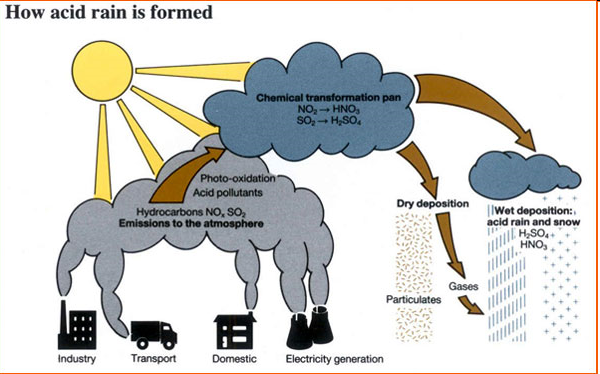 How acid rain is formed
Chemical transformation pan
NO₂ → HNO₃
SO₂ → H₂SO₄
Photo-oxidation
Acid pollutants
Hydrocarbons NOₓ SO₂
Emissions to the atmosphere
Dry deposition
Wet deposition:
acid rain and snow
H₂SO₄
HNO₃
Gases
Particulates
Industry
Transport
Domestic
Electricity generation